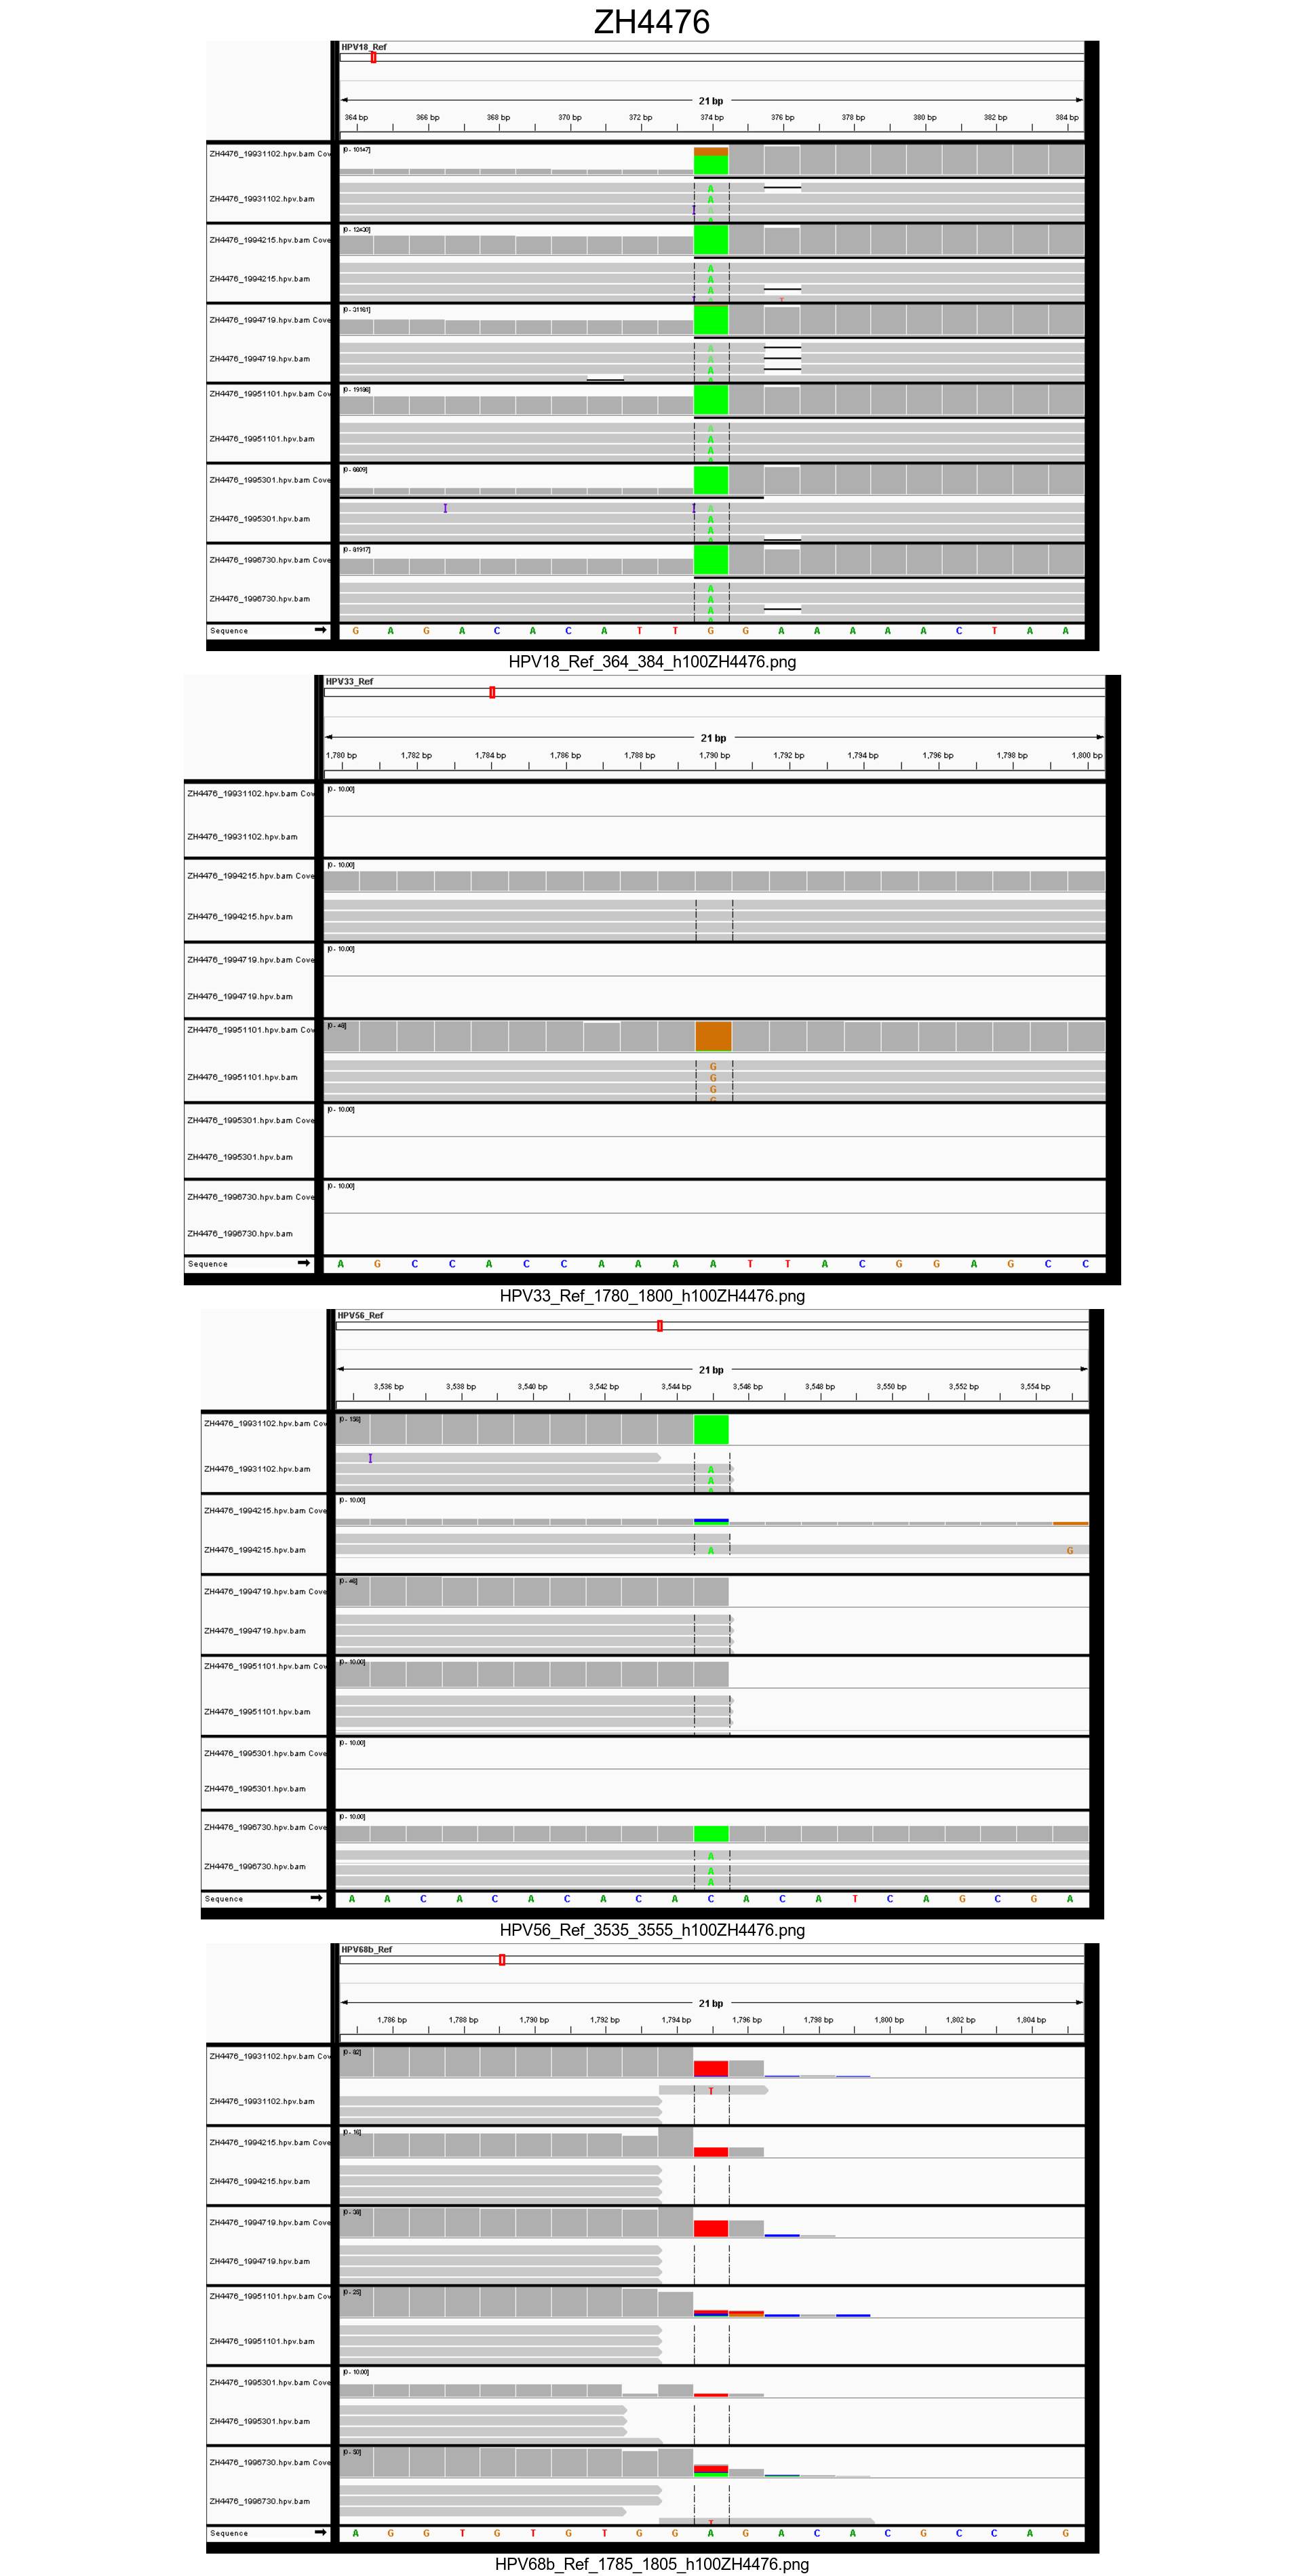 ZH4476
HPV18_Ref
21 bp
364 bp 366 bp 368 bp 370 bp 372 bp 374 bp 376 bp 378 bp 380 bp 382 bp 384 bp
ZH4476_19931102.hpv.bam Cov
[0 - 10147]
ZH4476_19931102.hpv.bam
A
A
A
ZH4476_1994215.hpv.bam Cove
[0 - 12430]
ZH4476_1994215.hpv.bam
A
A
A
ZH4476_1994719.hpv.bam Cove
[0 - 31161]
ZH4476_1994719.hpv.bam
A
A
A
ZH4476_19951101.hpv.bam Cov
[0 - 19186]
ZH4476_19951101.hpv.bam
A
A
A
ZH4476_1995301.hpv.bam Cove
[0 - 6609]
ZH4476_1995301.hpv.bam
A
A
A
ZH4476_1996730.hpv.bam Cove
[0 - 81917]
ZH4476_1996730.hpv.bam
A
A
A
Sequence G A G A C A C A T T G G A A A A A C T A A
HPV18_Ref_364_384_h100ZH4476.png
HPV33_Ref
21 bp
1,780 bp 1,782 bp 1,784 bp 1,786 bp 1,788 bp 1,790 bp 1,792 bp 1,794 bp 1,796 bp 1,798 bp 1,800 bp
ZH4476_19931102.hpv.bam Cov
[0 - 10.00]
ZH4476_19931102.hpv.bam
ZH4476_1994215.hpv.bam Cove
[0 - 10.00]
ZH4476_1994215.hpv.bam
ZH4476_1994719.hpv.bam Cove
[0 - 10.00]
ZH4476_1994719.hpv.bam
ZH4476_19951101.hpv.bam Cov
ZH4476_19951101.hpv.bam
G
G
G
G
ZH4476_1995301.hpv.bam Cove
[0 - 10.00]
ZH4476_1995301.hpv.bam
ZH4476_1996730.hpv.bam Cove
[0 - 10.00]
ZH4476_1996730.hpv.bam
Sequence A G C C A C C A A A A T T A C G G A G C C
HPV33_Ref_1780_1800_h100ZH4476.png
HPV56_Ref
21 bp
3,536 bp 3,538 bp 3,540 bp 3,542 bp 3,544 bp 3,546 bp 3,548 bp 3,550 bp 3,552 bp 3,554 bp
ZH4476_19931102.hpv.bam Cov
[0 - 156]
ZH4476_19931102.hpv.bam
A
A
A
ZH4476_1994215.hpv.bam Cove
[0 - 10.00]
ZH4476_1994215.hpv.bam
A G
ZH4476_1994719.hpv.bam Cove
ZH4476_1994719.hpv.bam
ZH4476_19951101.hpv.bam Cov
[0 - 10.00]
ZH4476_19951101.hpv.bam
ZH4476_1995301.hpv.bam Cove
[0 - 10.00]
ZH4476_1995301.hpv.bam
ZH4476_1996730.hpv.bam Cove
[0 - 10.00]
ZH4476_1996730.hpv.bam
A
A
A
Sequence A A C A C A C A C A C A C A T C A G C G A
HPV56_Ref_3535_3555_h100ZH4476.png
HPV68b_Ref
21 bp
1,786 bp 1,788 bp 1,790 bp 1,792 bp 1,794 bp 1,796 bp 1,798 bp 1,800 bp 1,802 bp 1,804 bp
ZH4476_19931102.hpv.bam Cov
[0 - 82]
ZH4476_19931102.hpv.bam
T
ZH4476_1994215.hpv.bam Cove
[0 - 16]
ZH4476_1994215.hpv.bam
ZH4476_1994719.hpv.bam Cove
ZH4476_1994719.hpv.bam
ZH4476_19951101.hpv.bam Cov
[0 - 25]
ZH4476_19951101.hpv.bam
ZH4476_1995301.hpv.bam Cove
[0 - 10.00]
ZH4476_1995301.hpv.bam
ZH4476_1996730.hpv.bam Cove
[0 - 50]
ZH4476_1996730.hpv.bam
T
Sequence A G G T G T G T G G A G A C A C G C C A G
HPV68b_Ref_1785_1805_h100ZH4476.png